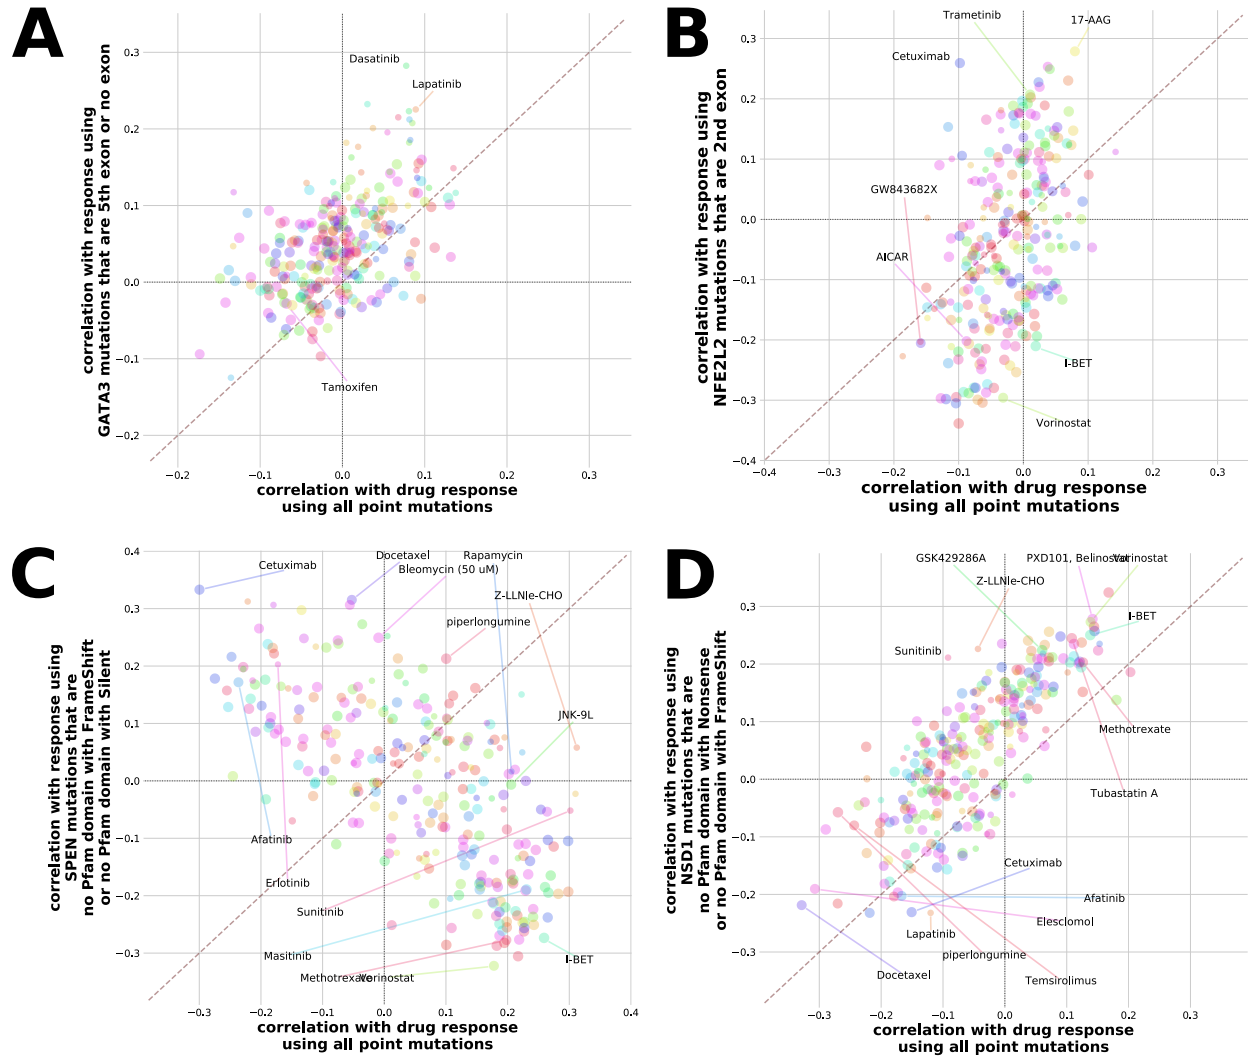 A
0.3
0.2
0.1
0.0
−0.1
−0.2
−0.2
−0.1
0.0
0.1
0.2
0.3
correlation with response using
GATA3 mutations that are 5th exon or no exon
correlation with drug response
using all point mutations
Dasatinib
Lapatinib
Tamoxifen
B
0.3
0.2
0.1
0.0
−0.1
−0.2
−0.3
−0.4
−0.4
−0.3
−0.2
−0.1
0.0
0.1
0.2
0.3
correlation with response using
NFE2L2 mutations that are 2nd exon
correlation with drug response
using all point mutations
Trametinib
17-AAG
Cetuximab
GW843682X
AICAR
I-BET
Vorinostat
C
0.4
0.3
0.2
0.1
0.0
−0.1
−0.2
−0.3
−0.3
−0.2
−0.1
0.0
0.1
0.2
0.3
0.4
correlation with response using
SPEN mutations that are
no Pfam domain with FrameShift
or no Pfam domain with Silent
correlation with drug response
using all point mutations
Docetaxel
Rapamycin
Cetuximab
Bleomycin (50 uM)
Z-LLNle-CHO
piperlongumine
JNK-9L
Afatinib
Erlotinib
Sunitinib
Masitinib
I-BET
Methotrexate
Vorinostat
D
0.3
0.2
0.1
0.0
−0.1
−0.2
−0.3
−0.3
−0.2
−0.1
0.0
0.1
0.2
0.3
correlation with response using
NSD1 mutations that are
no Pfam domain with Nonsense
or no Pfam domain with FrameShift
correlation with drug response
using all point mutations
GSK429286A
PXD101, Belinostat
Vorinostat
Z-LLNle-CHO
I-BET
Sunitinib
Methotrexate
Tubastatin A
Cetuximab
Afatinib
Elesclomol
Lapatinib
piperlongumine
Docetaxel
Temsirolimus